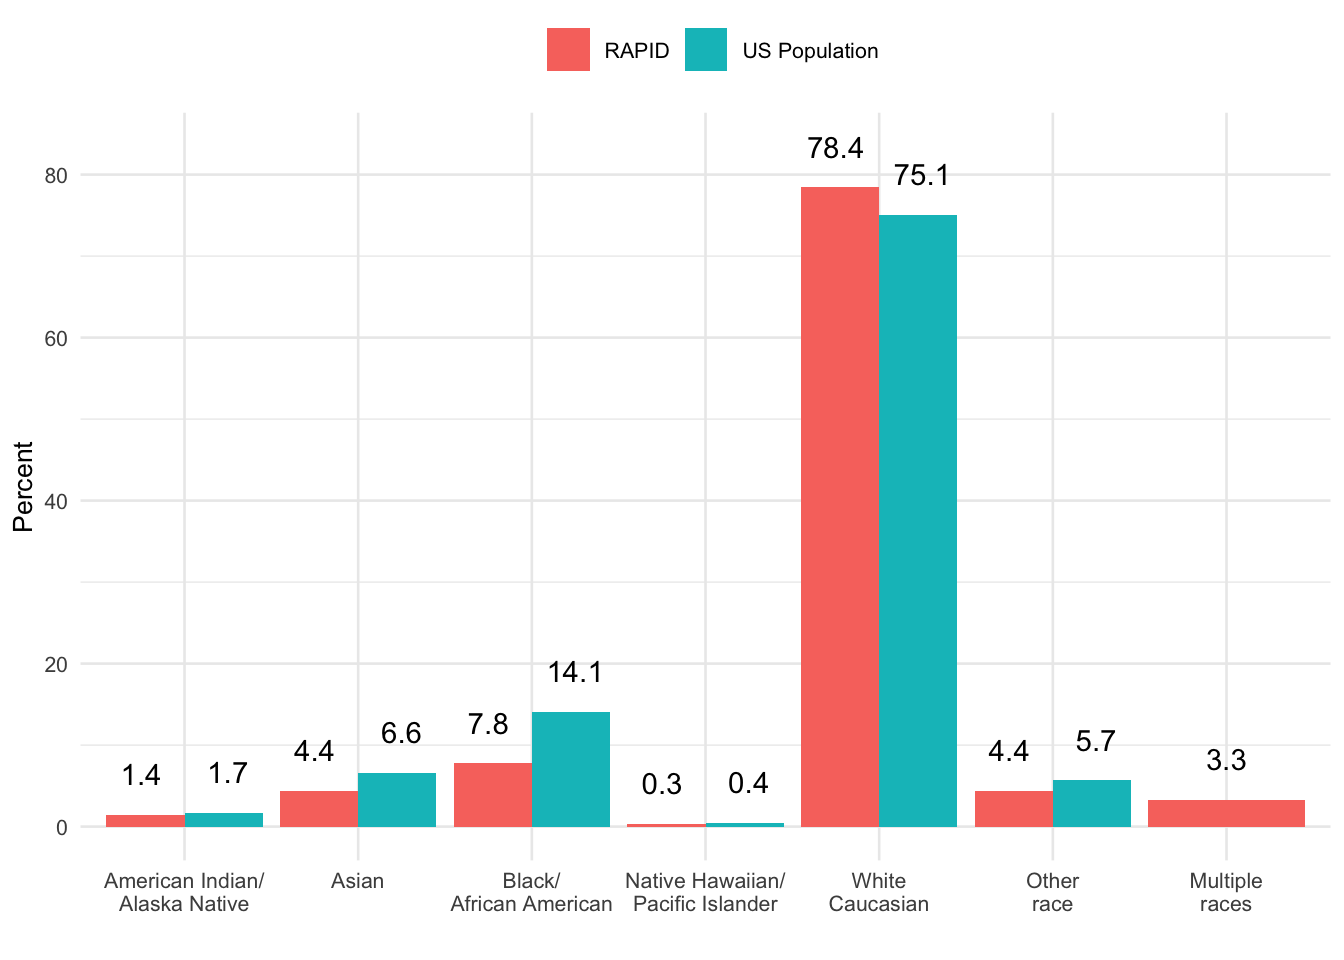 RAPID
US Population
Percent
80
60
40
20
0
1.4
1.7
4.4
6.6
7.8
14.1
0.3
0.4
78.4
75.1
4.4
5.7
3.3
American Indian/
Alaska Native
Asian
Black/
African American
Native Hawaiian/
Pacific Islander
White
Caucasian
Other
race
Multiple
races